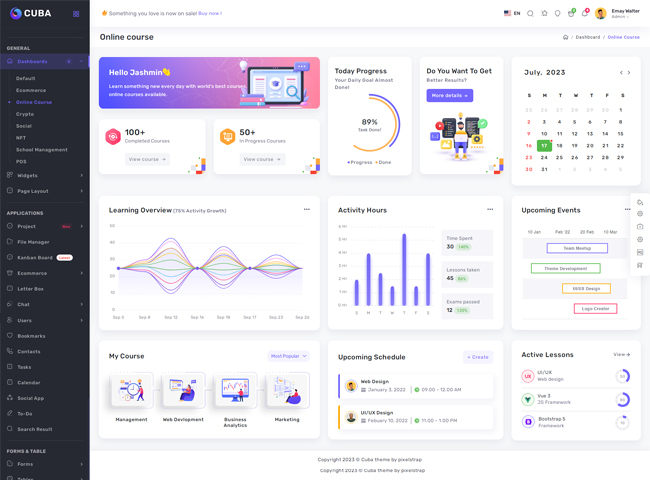 CUBA
🔥 Something you love is now on sale! Buy now !
EN
Emay Walter
Admin
Online course
Dashboard / Online Course
GENERAL
Dashboards
Default
Ecommerce
Online Course
Crypto
Social
NFT
School Management
POS
Widgets
Page Layout
APPLICATIONS
Project
New
File Manager
Kanban Board
Latest
Ecommerce
Letter Box
Chat
Users
Bookmarks
Contacts
Tasks
Calendar
Social App
To-Do
Search Result
FORMS & TABLE
Forms
Tables
Hello Jashmin👋
Learn something new every day with world's best courses
online courses available.
100+
Completed Courses
View course →
50+
In Progress Courses
View course →
Today Progress
Your Daily Goal Almost
Done!
89%
Task Done!
Progress
Done
Do You Want To Get
Better Results?
More details →
July, 2023
S M T W T F S
25 26 27 28 29 30 1
2 3 4 5 6 7 8
9 10 11 12 13 14 15
16 17 18 19 20 21 22
23 24 25 26 27 28 29
30 31 1 2 3 4 5
Learning Overview (75% Activity Growth)
50
40
30
20
10
0
Sep 5
Sep 8
Sep 12
Sep 16
Sep 17
Sep 23
Sep 26
Activity Hours
5 Hr
4 Hr
3 Hr
2 Hr
1 Hr
0 Hr
S M T W T F S
Time Spent
30
Lessons taken
45
Exams passed
12
Upcoming Events
10 Jan
Feb '22
20 Feb
10 Mar
Team Meetup
Theme Development
UI/UX Design
Logo Creater
My Course
Most Popular
Management
Web Devlopment
Business
Analytics
Marketing
Upcoming Schedule
+ Create
Web Design
January 3, 2022
09:00 - 12.00 AM
UI/UX Design
Febuary 10, 2022
11:00 - 1.00 PM
Active Lessons
View →
UX
UI/UX
Web design
Vue 3
JS Framework
Bootstrap 5
Framework
Copyright 2023 © Cuba theme by pixelstrap
Copyright 2023 © Cuba theme by pixelstrap